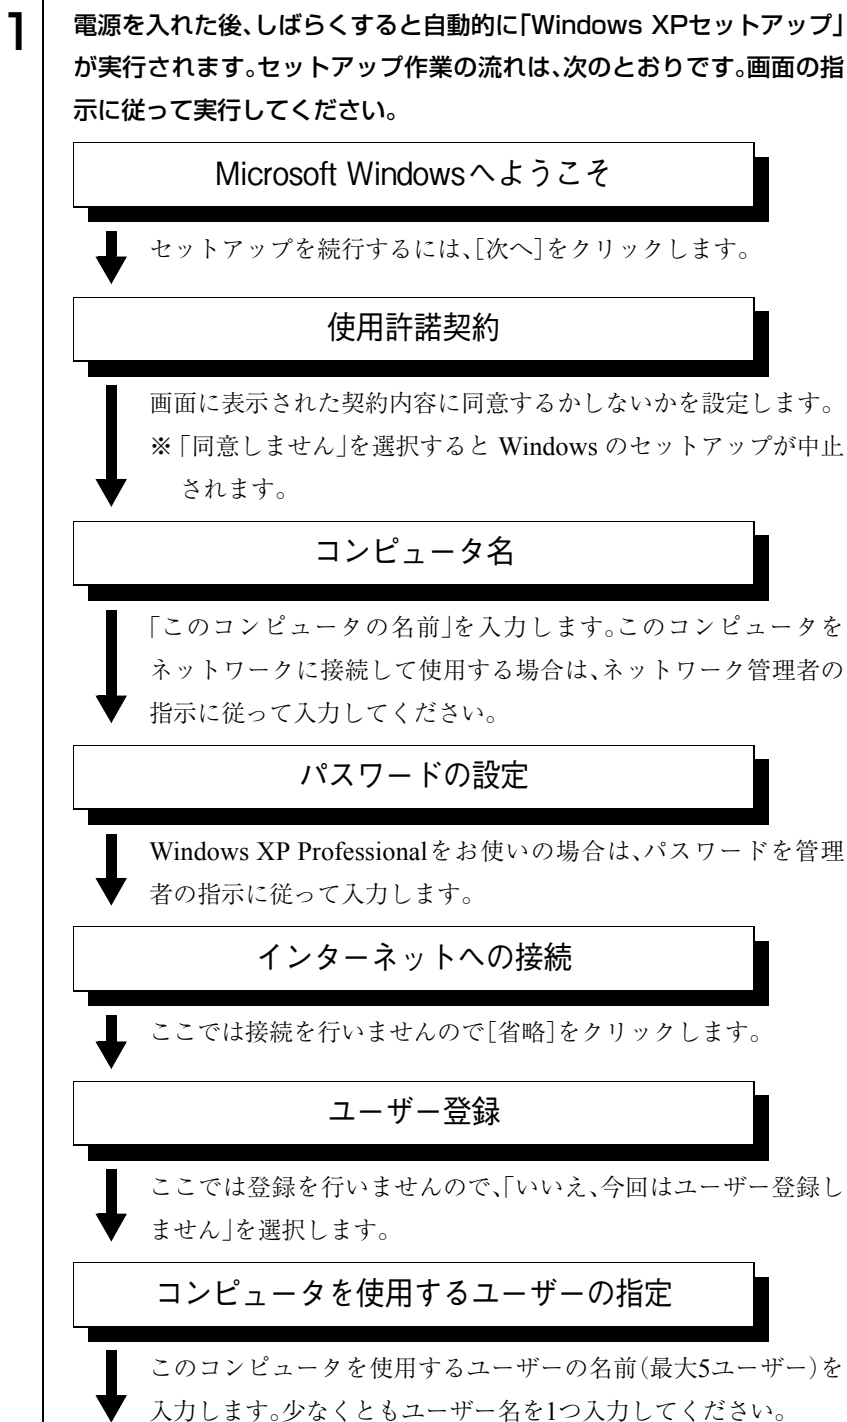 1
電源を入れた後、しばらくすると自動的に「Windows XPセットアップ」
が実行されます。セットアップ作業の流れは、次のとおりです。画面の指
示に従って実行してください。
Microsoft Windowsへようこそ
セットアップを続行するには、[次へ]をクリックします。
使用許諾契約
画面に表示された契約内容に同意するかしないかを設定します。
※「同意しません」を選択すると Windows のセットアップが中止
されます。
コンピュータ名
「このコンピュータの名前」を入力します。このコンピュータを
ネットワークに接続して使用する場合は、ネットワーク管理者の
指示に従って入力してください。
パスワードの設定
Windows XP Professionalをお使いの場合は、パスワードを管理
者の指示に従って入力します。
インターネットへの接続
ここでは接続を行いませんので[省略]をクリックします。
ユーザー登録
ここでは登録を行いませんので、「いいえ、今回はユーザー登録し
ません」を選択します。
コンピュータを使用するユーザーの指定
このコンピュータを使用するユーザーの名前(最大5ユーザー)を
入力します。少なくともユーザー名を1つ入力してください。